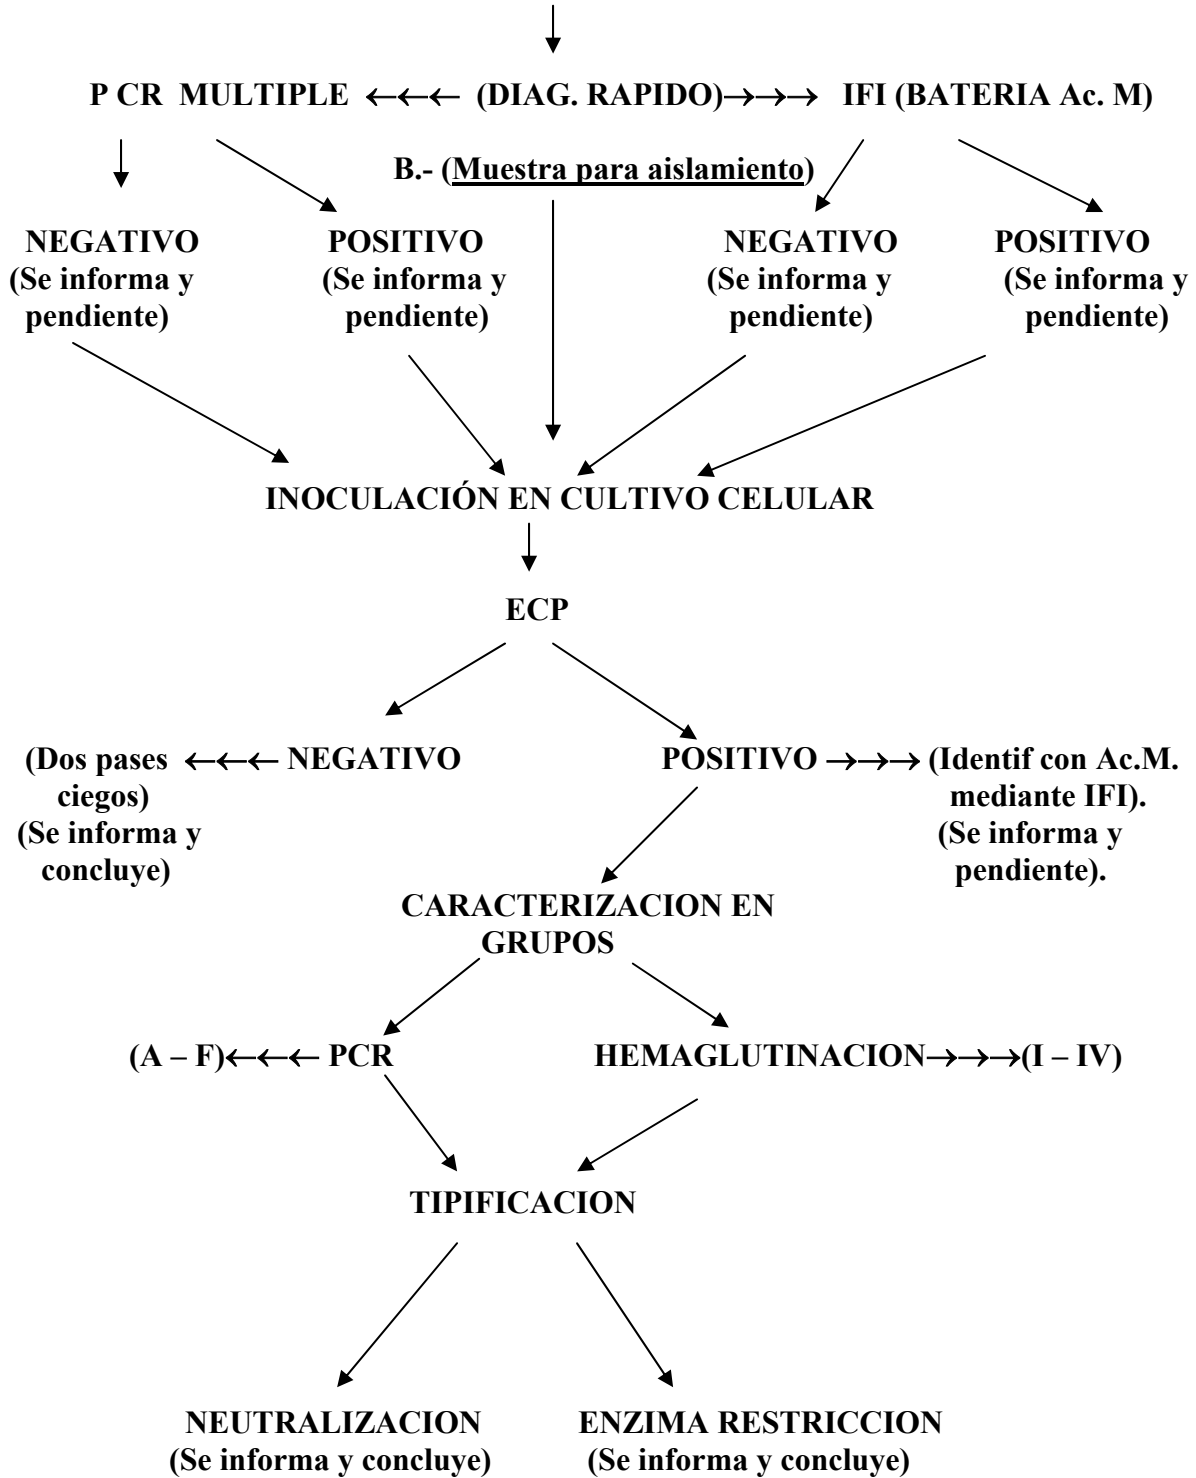 P CR MULTIPLE ←←← (DIAG. RAPIDO)→→→ IFI (BATERIA Ac. M)
B.- (Muestra para aislamiento)
NEGATIVO POSITIVO NEGATIVO POSITIVO
(Se informa y (Se informa y (Se informa y (Se informa y
pendiente) pendiente) pendiente) pendiente)
INOCULACIÓN EN CULTIVO CELULAR
ECP
(Dos pases ←←← NEGATIVO POSITIVO →→→ (Identif con Ac.M.
ciegos) mediante IFI).
(Se informa y (Se informa y
concluye) pendiente).
CARACTERIZACION EN
GRUPOS
(A – F)←←← PCR HEMAGLUTINACION→→→(I – IV)
TIPIFICACION
NEUTRALIZACION ENZIMA RESTRICCION
(Se informa y concluye) (Se informa y concluye)